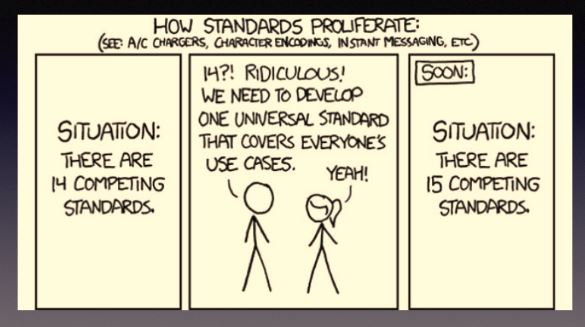 HOW STANDARDS PROLIFERATE:
(SEE: A/C CHARGERS, CHARACTER ENCODINGS, INSTANT MESSAGING, ETC.)
SITUATION:
THERE ARE
14 COMPETING
STANDARDS.
14?! RIDICULOUS!
WE NEED TO DEVELOP
ONE UNIVERSAL STANDARD
THAT COVERS EVERYONE'S
USE CASES.
YEAH!
SOON:
SITUATION:
THERE ARE
15 COMPETING
STANDARDS.